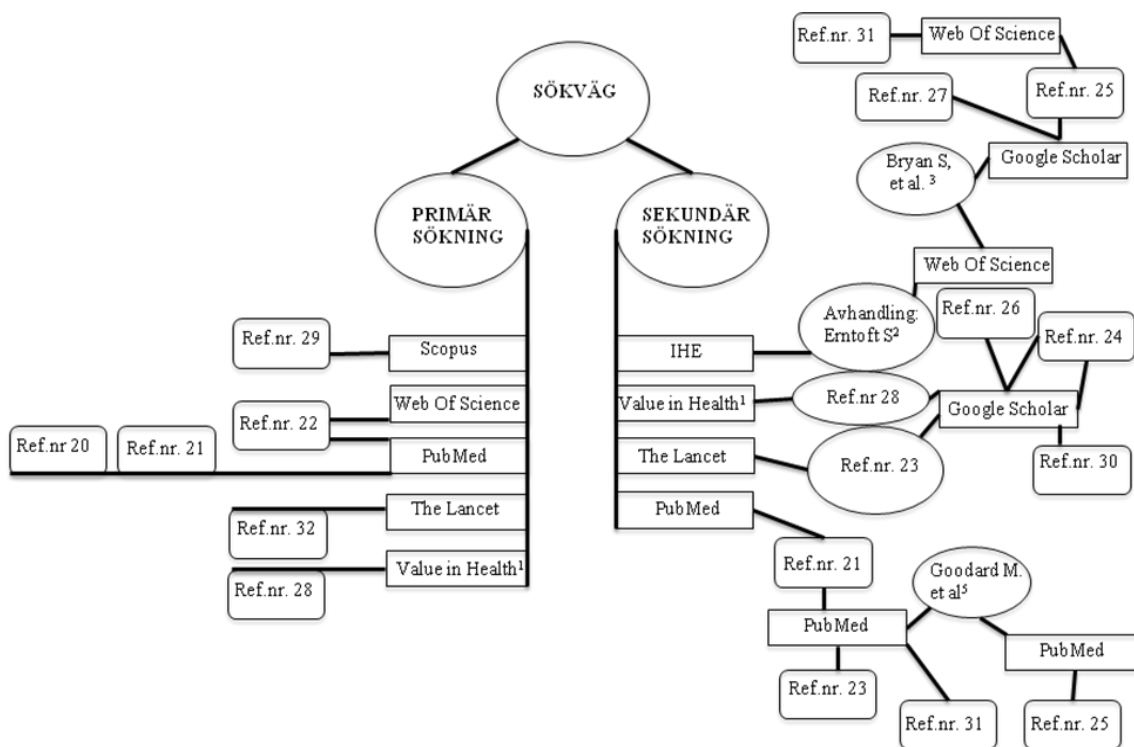 SÖKVÄG
PRIMÄR
SÖKNING
Scopus
Ref.nr. 29
Web Of Science
Ref.nr. 22
PubMed
Ref.nr 20
Ref.nr. 21
The Lancet
Ref.nr. 32
Value in Health¹
Ref.nr. 28
SEKUNDÄR
SÖKNING
IHE
Avhandling:
Erntoft S²
Web Of Science
Bryan S,
et al. ³
Google Scholar
Ref.nr. 27
Ref.nr. 25
Web Of Science
Ref.nr. 31
Value in Health¹
Ref.nr 28
Google Scholar
Ref.nr. 26
Ref.nr. 24
Ref.nr. 30
The Lancet
Ref.nr. 23
PubMed
Ref.nr. 21
PubMed
Ref.nr. 23
Ref.nr. 31
Goodard M.
et al⁵
PubMed
Ref.nr. 25